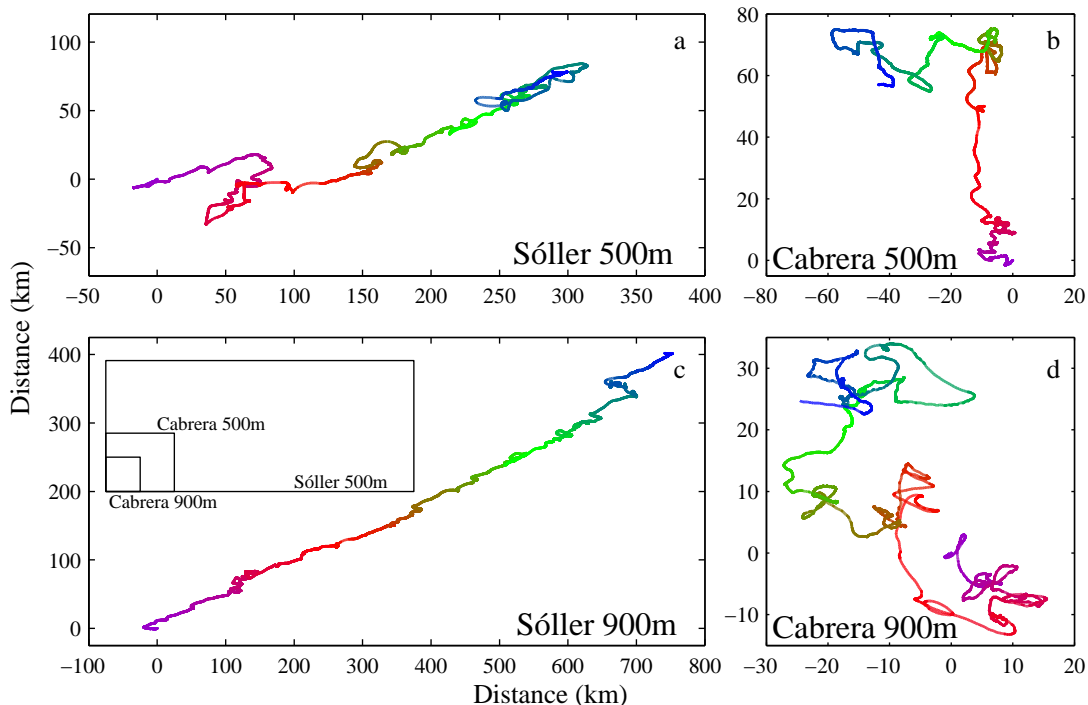 100
50
0
−50
a
Sóller 500m
−50 0 50 100 150 200 250 300 350 400
80
60
40
20
0
b
Cabrera 500m
−80 −60 −40 −20 0 20
Distance (km)
400
300
200
100
0
c
Cabrera 500m
Sóller 500m
Cabrera 900m
Sóller 900m
−100 0 100 200 300 400 500 600 700 800
Distance (km)
30
20
10
0
−10
d
Cabrera 900m
−30 −20 −10 0 10 20